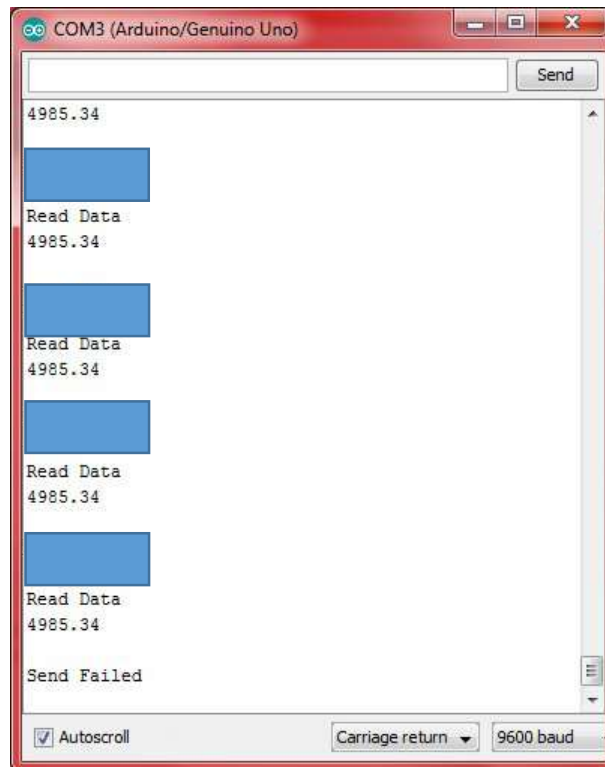 COM3 (Arduino/Genuino Uno)
Send
4985.34
Read Data
4985.34
Read Data
4985.34
Read Data
4985.34
Read Data
4985.34
Send Failed
Autoscroll
Carriage return
9600 baud